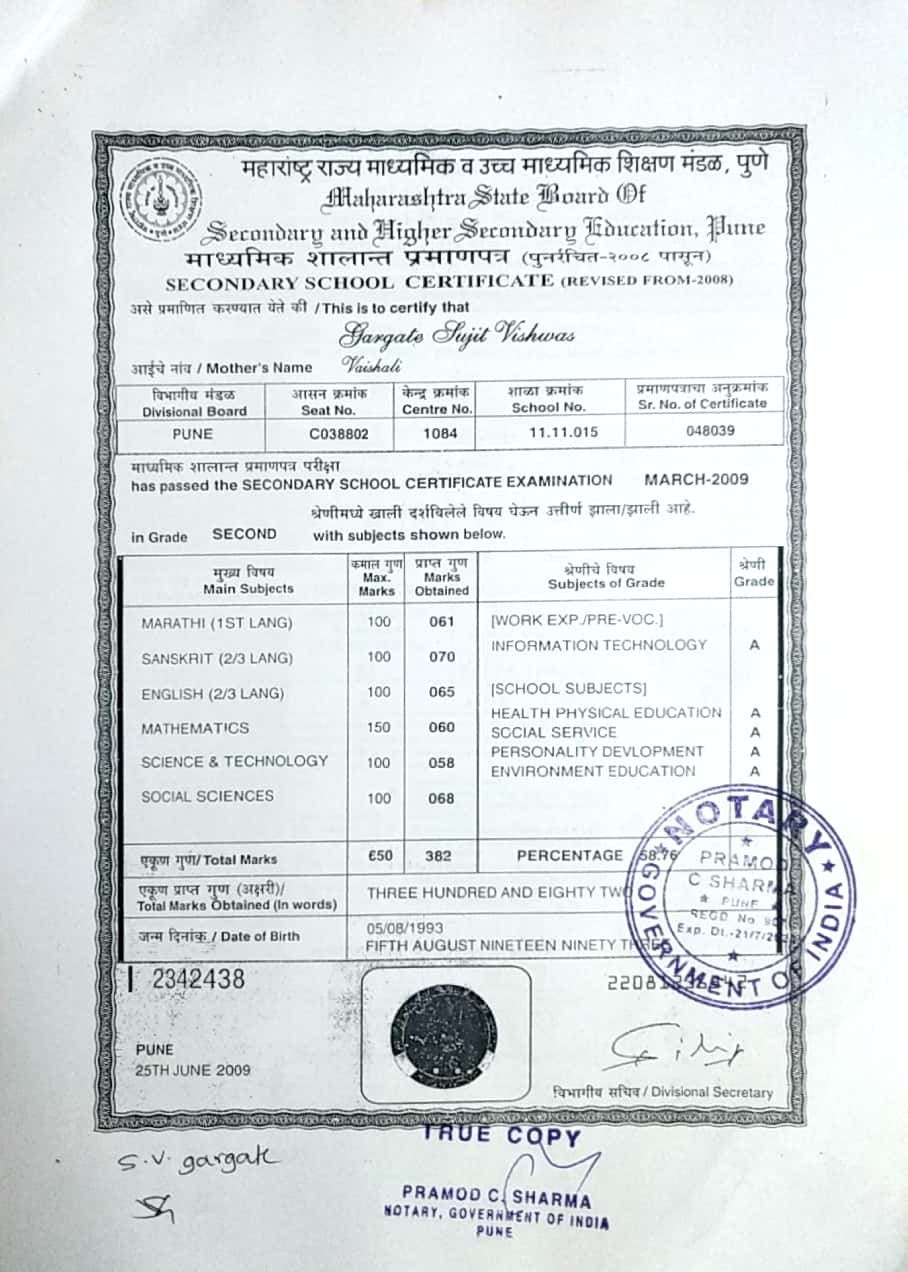 महाराष्ट्र राज्य माध्यमिक व उच्च माध्यमिक शिक्षण मंडळ, पुणे
Maharashtra State Board Of
Secondary and Higher Secondary Education, Pune
माध्यमिक शालान्त प्रमाणपत्र (पुनर्रचित-२००८ पासून)
SECONDARY SCHOOL CERTIFICATE (REVISED FROM-2008)
असे प्रमाणित करण्यात येते की / This is to certify that
Gargate Sujit Vishwas
आईचे नांव / Mother's Name Vaishali
विभागीय मंडळ आसन क्रमांक केन्द्र क्रमांक शाळा क्रमांक प्रमाणपत्राचा अनुक्रमांक
Divisional Board Seat No. Centre No. School No. Sr. No. of Certificate
PUNE C038802 1084 11.11.015 048039
माध्यमिक शालान्त प्रमाणपत्र परीक्षा
has passed the SECONDARY SCHOOL CERTIFICATE EXAMINATION MARCH-2009
श्रेणीमध्ये खाली दर्शविलेले विषय घेऊन उत्तीर्ण झाला/झाली आहे.
in Grade SECOND with subjects shown below.
मुख्य विषय कमाल गुण प्राप्त गुण श्रेणीचे विषय श्रेणी
Main Subjects Max. Marks Marks Obtained Subjects of Grade Grade
MARATHI (1ST LANG) 100 061 [WORK EXP./PRE-VOC.]
INFORMATION TECHNOLOGY A
SANSKRIT (2/3 LANG) 100 070
ENGLISH (2/3 LANG) 100 065 [SCHOOL SUBJECTS]
HEALTH PHYSICAL EDUCATION A
MATHEMATICS 150 060 SOCIAL SERVICE A
PERSONALITY DEVLOPMENT A
SCIENCE & TECHNOLOGY 100 058 ENVIRONMENT EDUCATION A
SOCIAL SCIENCES 100 068
एकूण गुण/ Total Marks 650 382 PERCENTAGE 58.76
एकूण प्राप्त गुण (अक्षरी)/
Total Marks Obtained (In words) THREE HUNDRED AND EIGHTY TWO
जन्म दिनांक / Date of Birth 05/08/1993
FIFTH AUGUST NINETEEN NINETY THREE
NOTARY
GOVERNMENT OF INDIA
PRAMOD
C SHARMA
PUNE
REGD No
Exp. Dt.-21/7/
2342438
PUNE
25TH JUNE 2009
विभागीय सचिव / Divisional Secretary
TRUE COPY
S.V. gargate
PRAMOD C. SHARMA
NOTARY, GOVERNMENT OF INDIA
PUNE